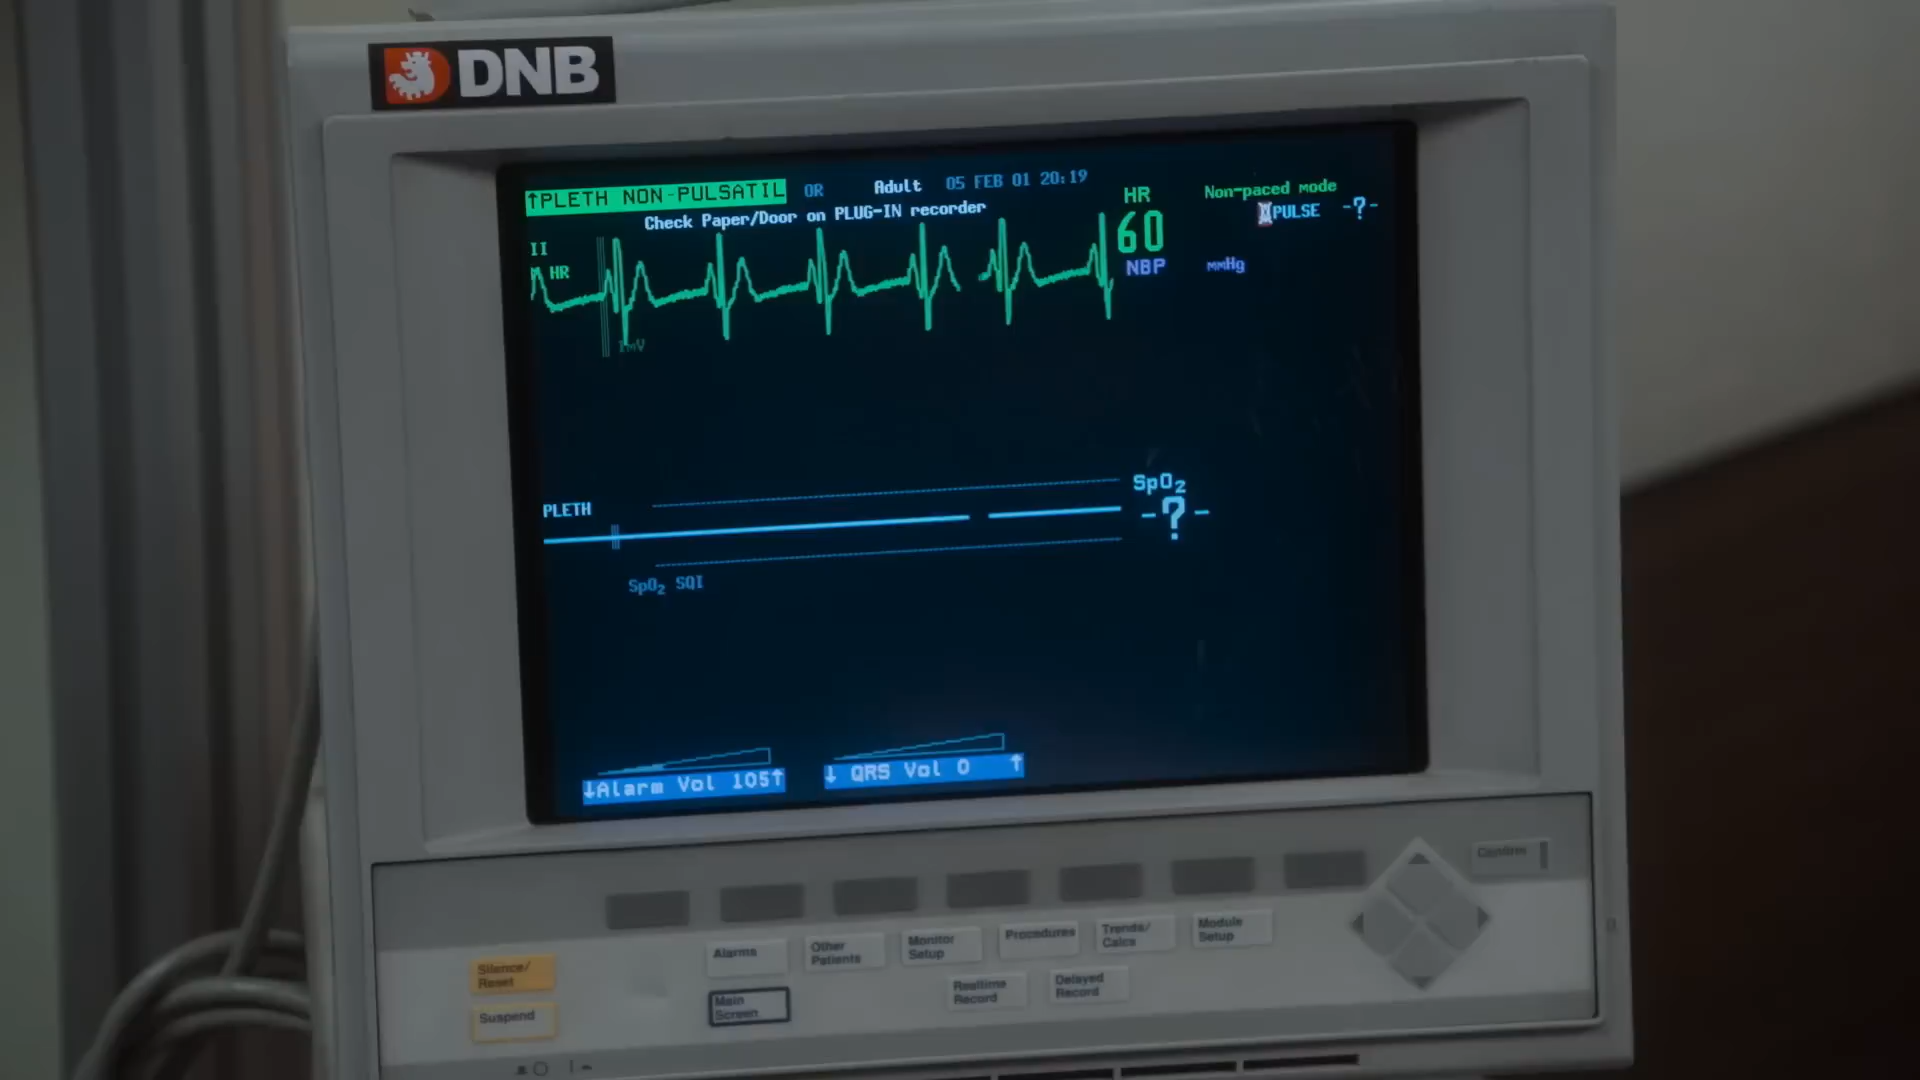 DNB
↑PLETH NON-PULSATIL OR Adult 05 FEB 01 20:19
Check Paper/Door on PLUG-IN recorder
HR
60
Non-paced mode
PULSE -?-
NBP mmHg
II
HR
1mV
PLETH
SpO₂
-?-
SpO₂ SQI
↓Alarm Vol 105↑
↓ QRS Vol 0 ↑
Confirm
Silence/
Reset
Suspend
Alarms
Other
Patients
Monitor
Setup
Procedures
Trends/
Calcs
Module
Setup
Main
Screen
Realtime
Record
Delayed
Record